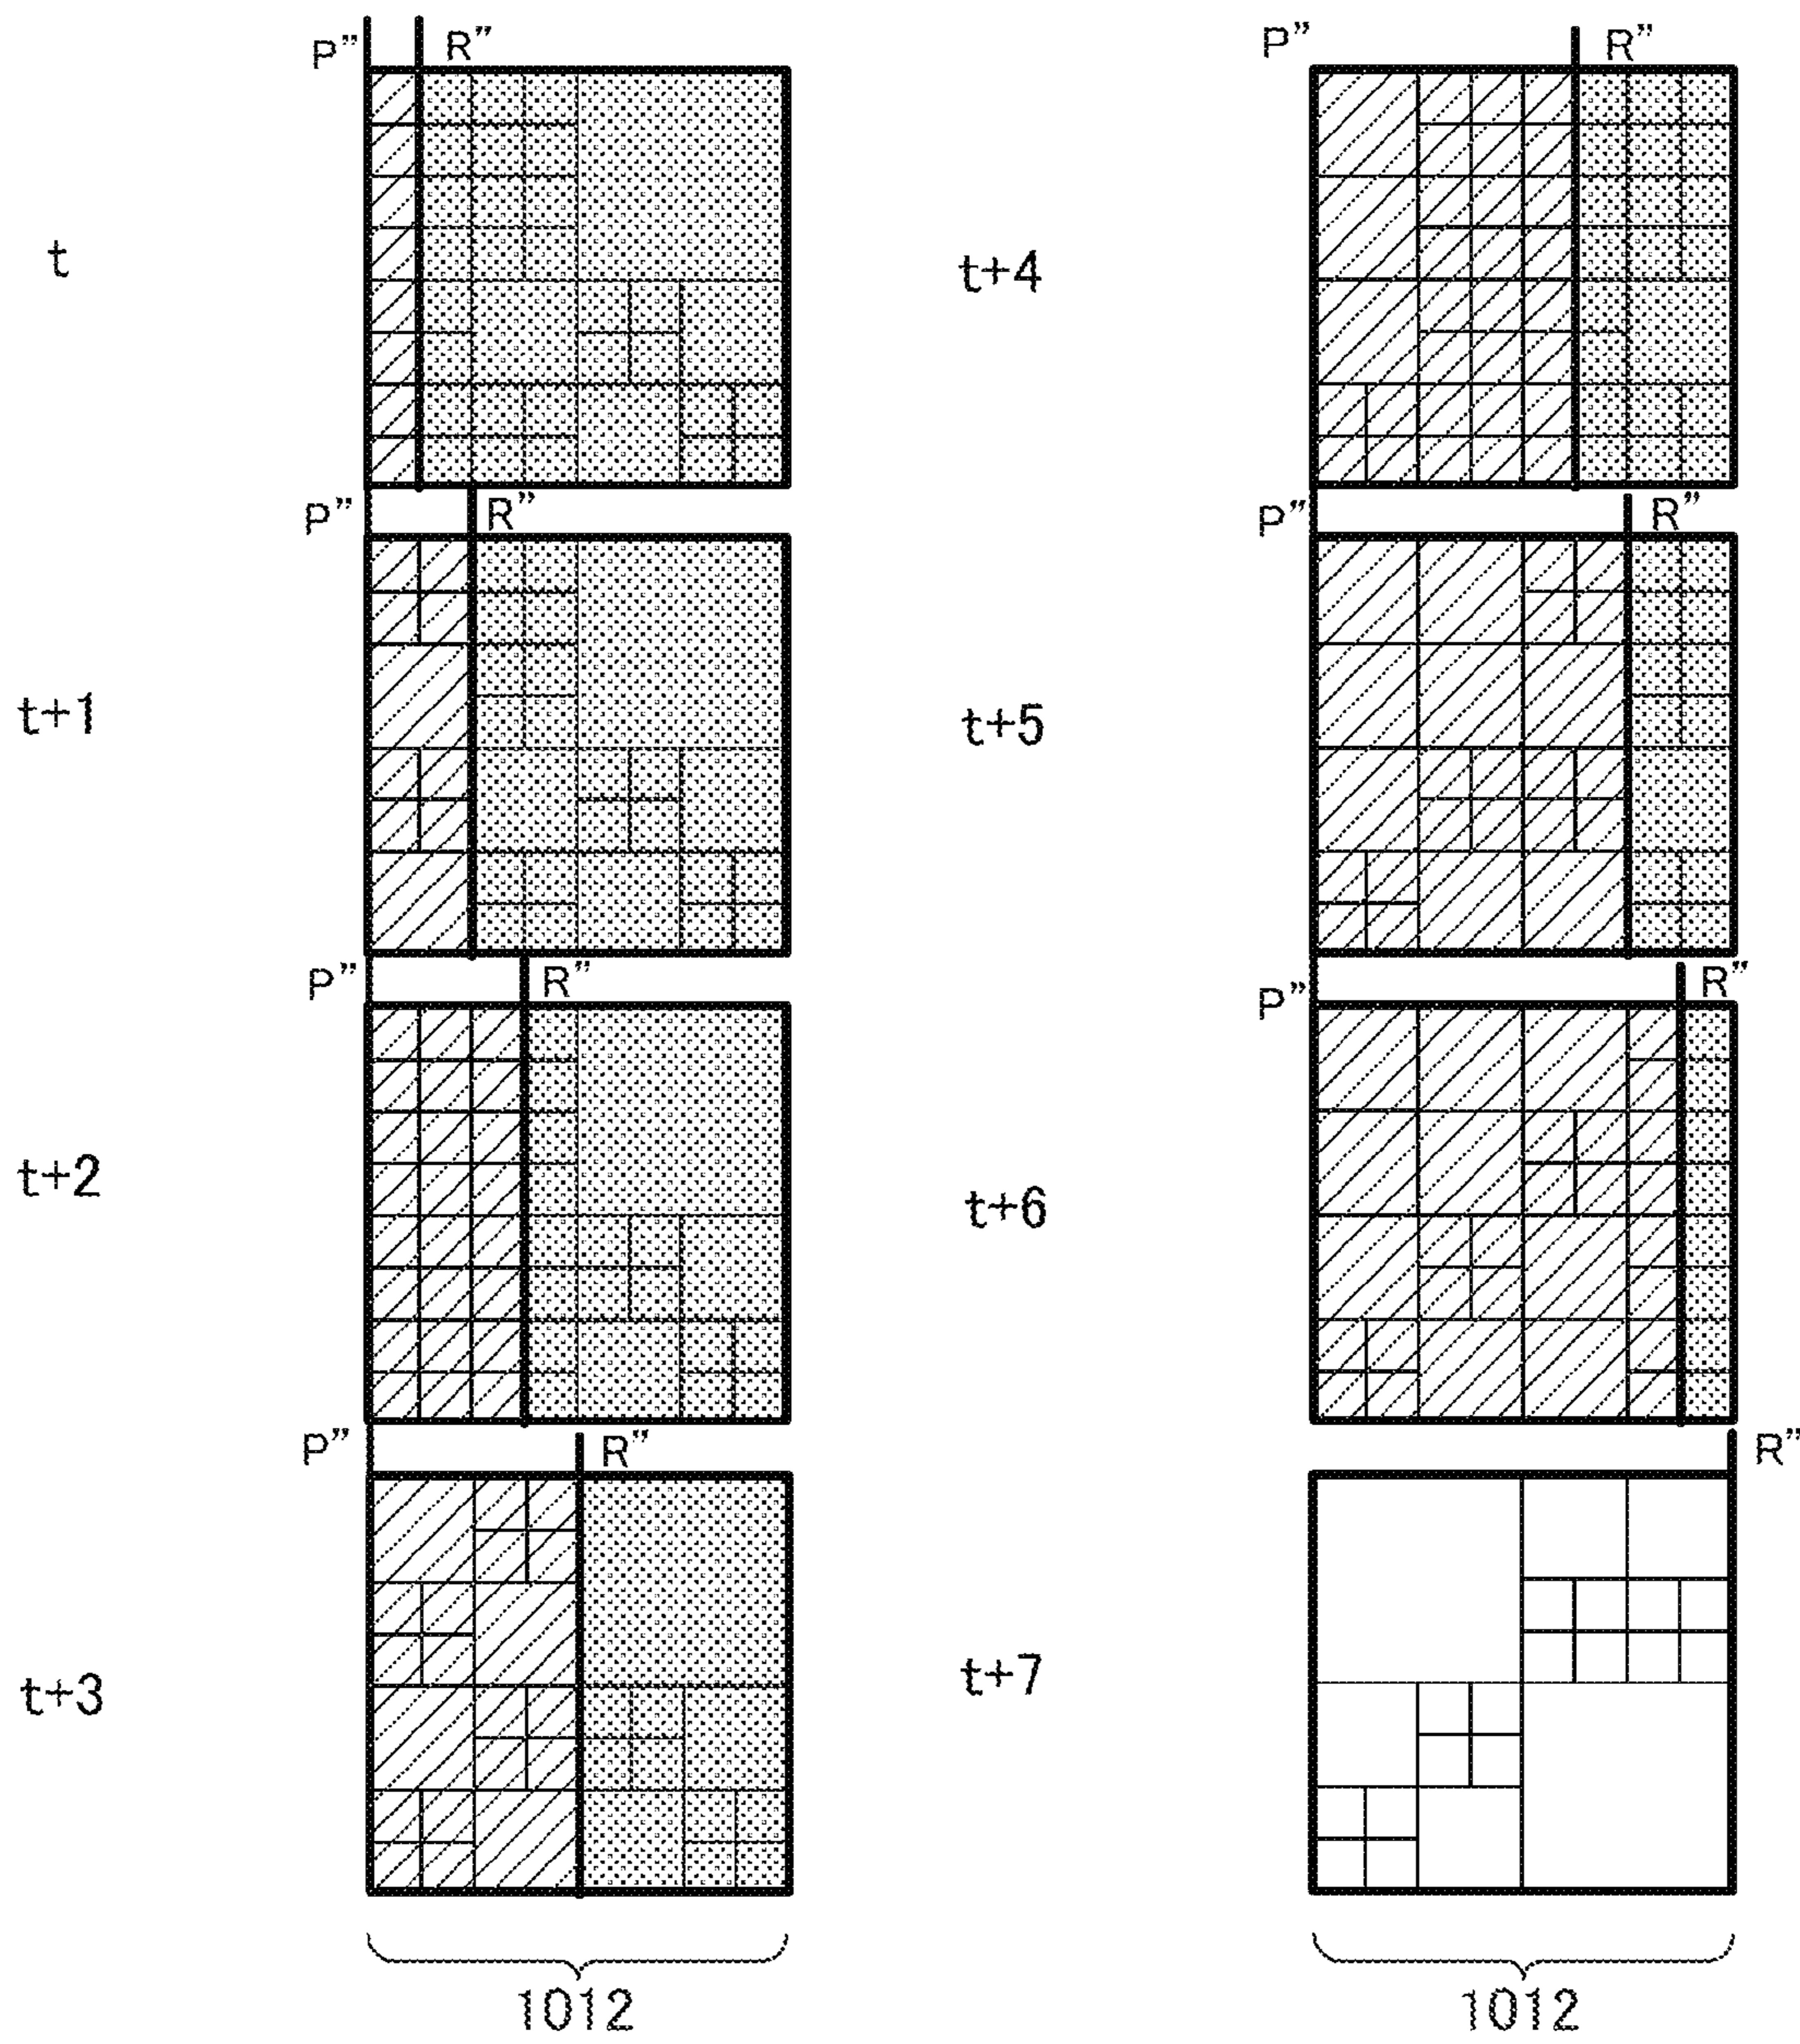 P” R”
t
P” R”
t+1
P” R”
t+2
P” R”
t+3
1012
P” R”
t+4
P” R”
t+5
P” R”
t+6
R”
t+7
1012